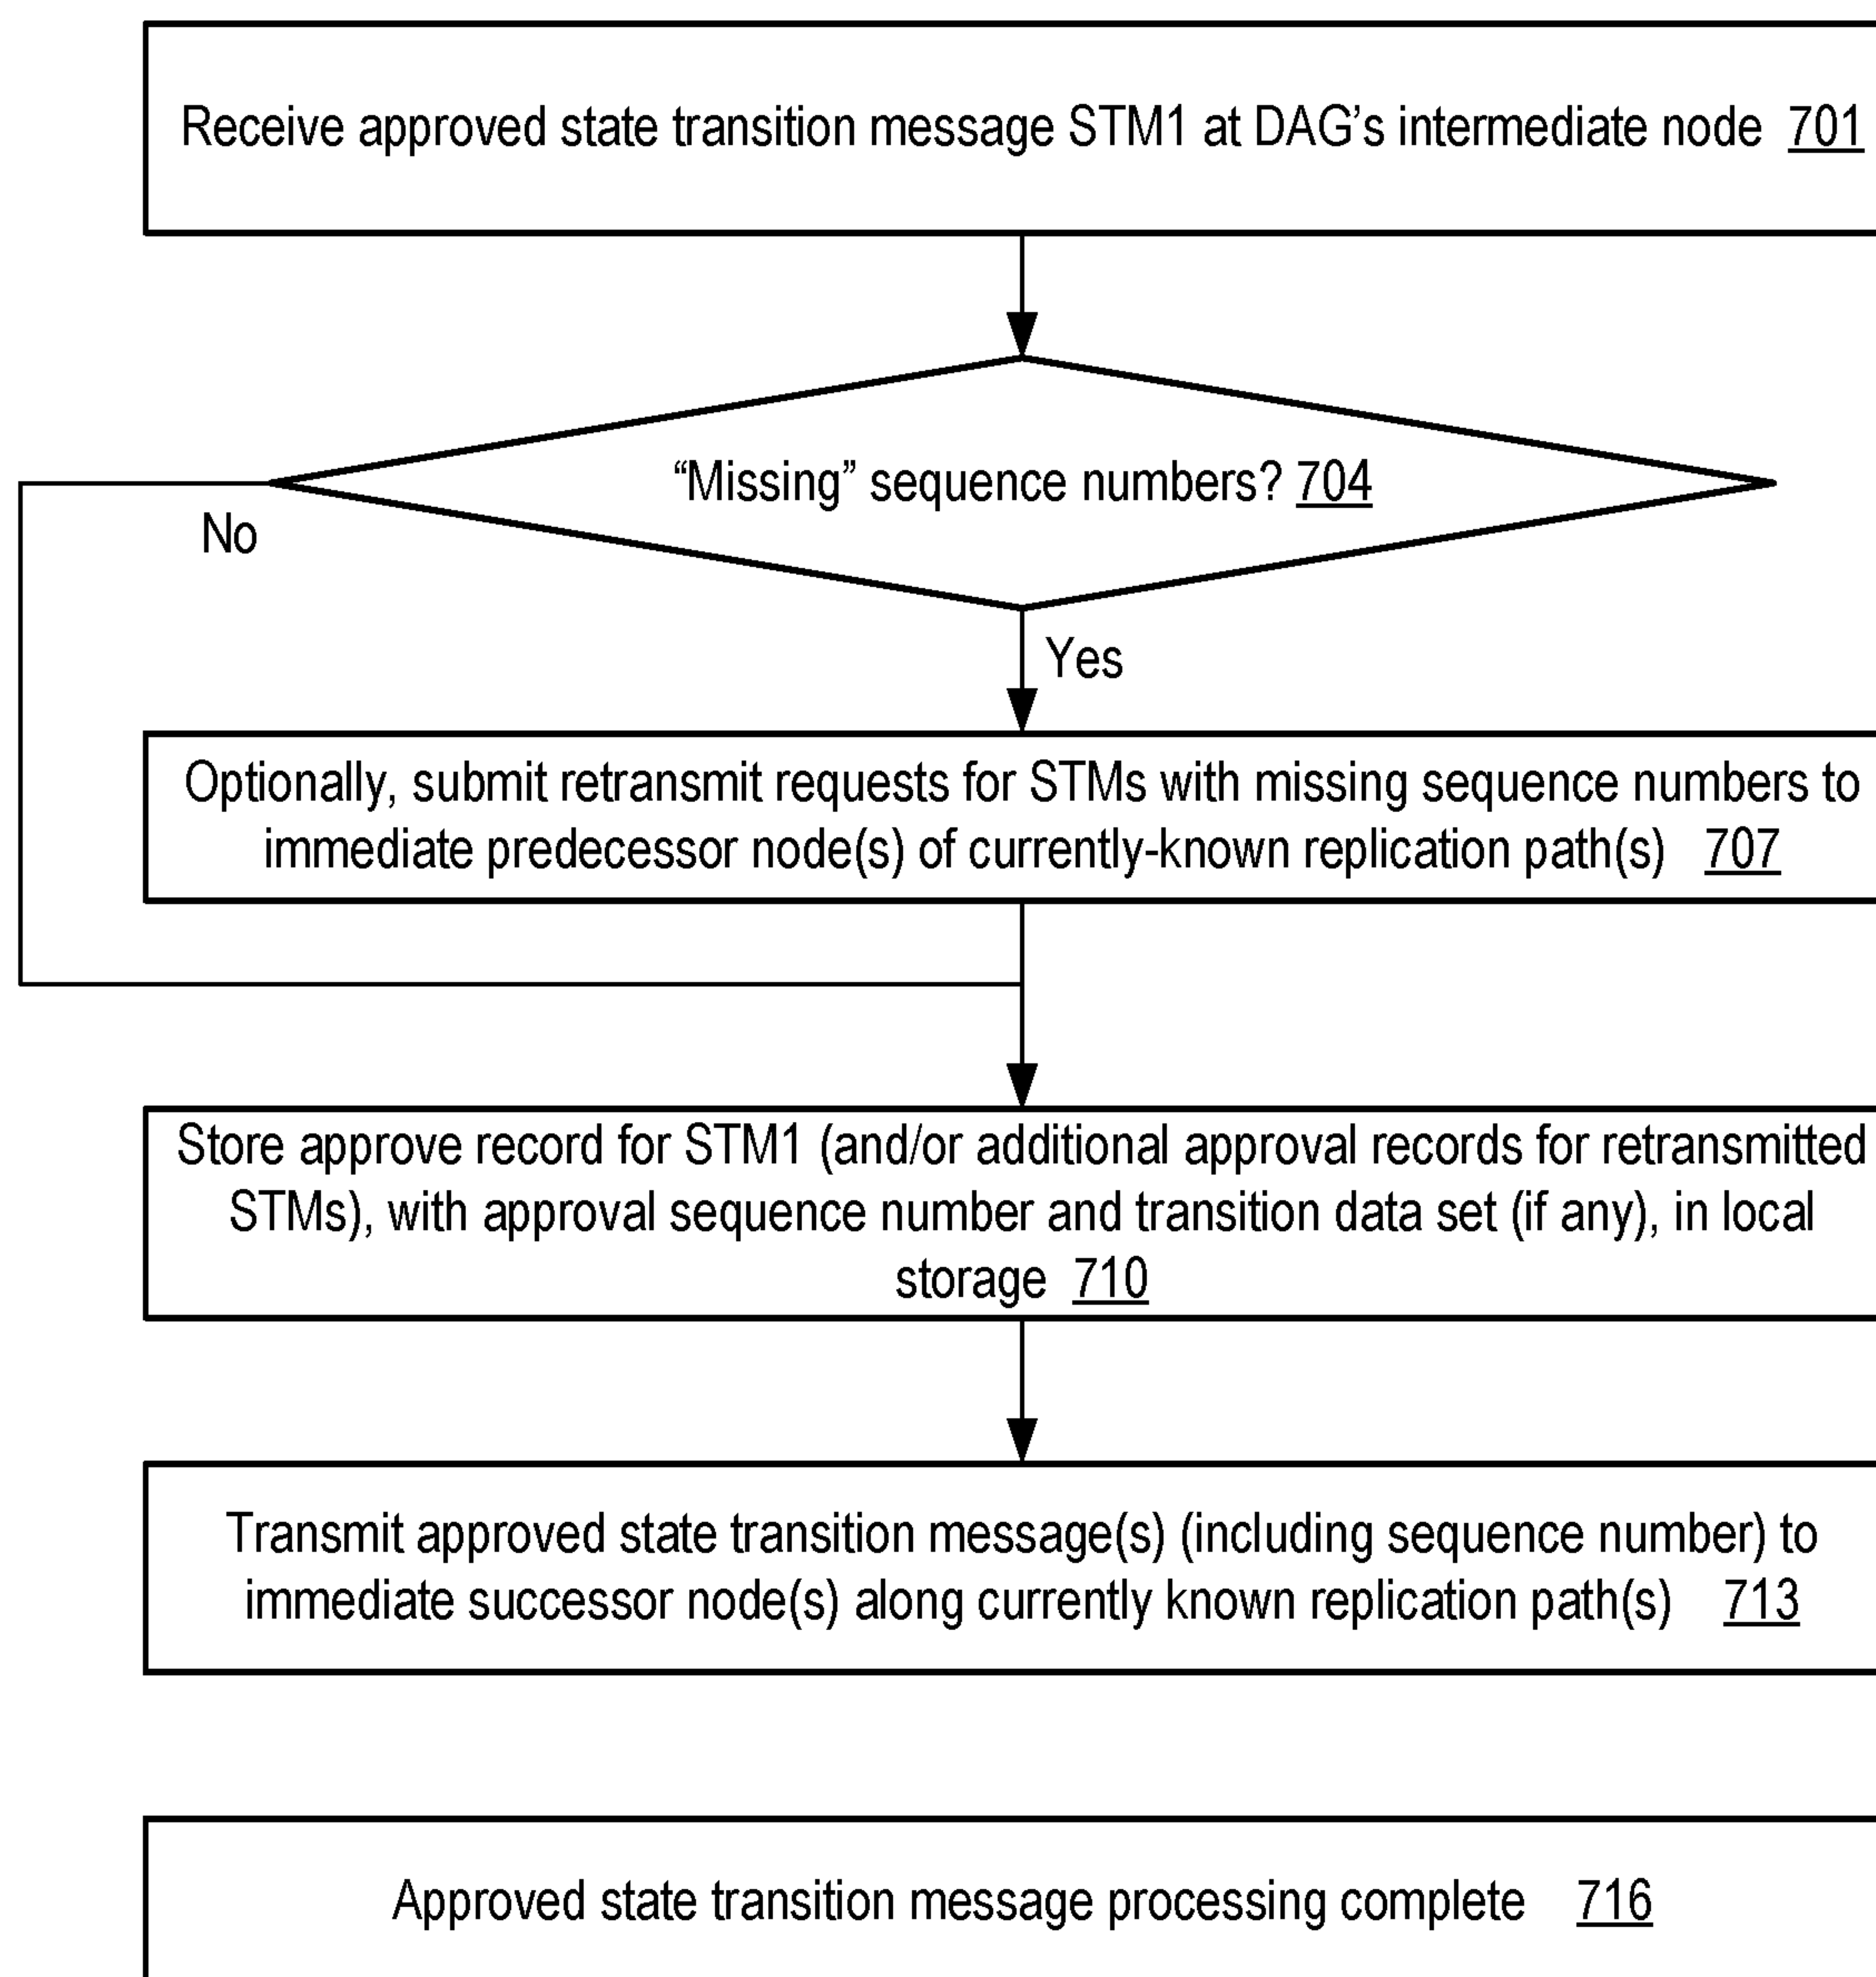 Receive approved state transition message STM1 at DAG’s intermediate node 701
“Missing” sequence numbers? 704
No
Yes
Optionally, submit retransmit requests for STMs with missing sequence numbers to
immediate predecessor node(s) of currently-known replication path(s) 707
Store approve record for STM1 (and/or additional approval records for retransmitted
STMs), with approval sequence number and transition data set (if any), in local
storage 710
Transmit approved state transition message(s) (including sequence number) to
immediate successor node(s) along currently known replication path(s) 713
Approved state transition message processing complete 716